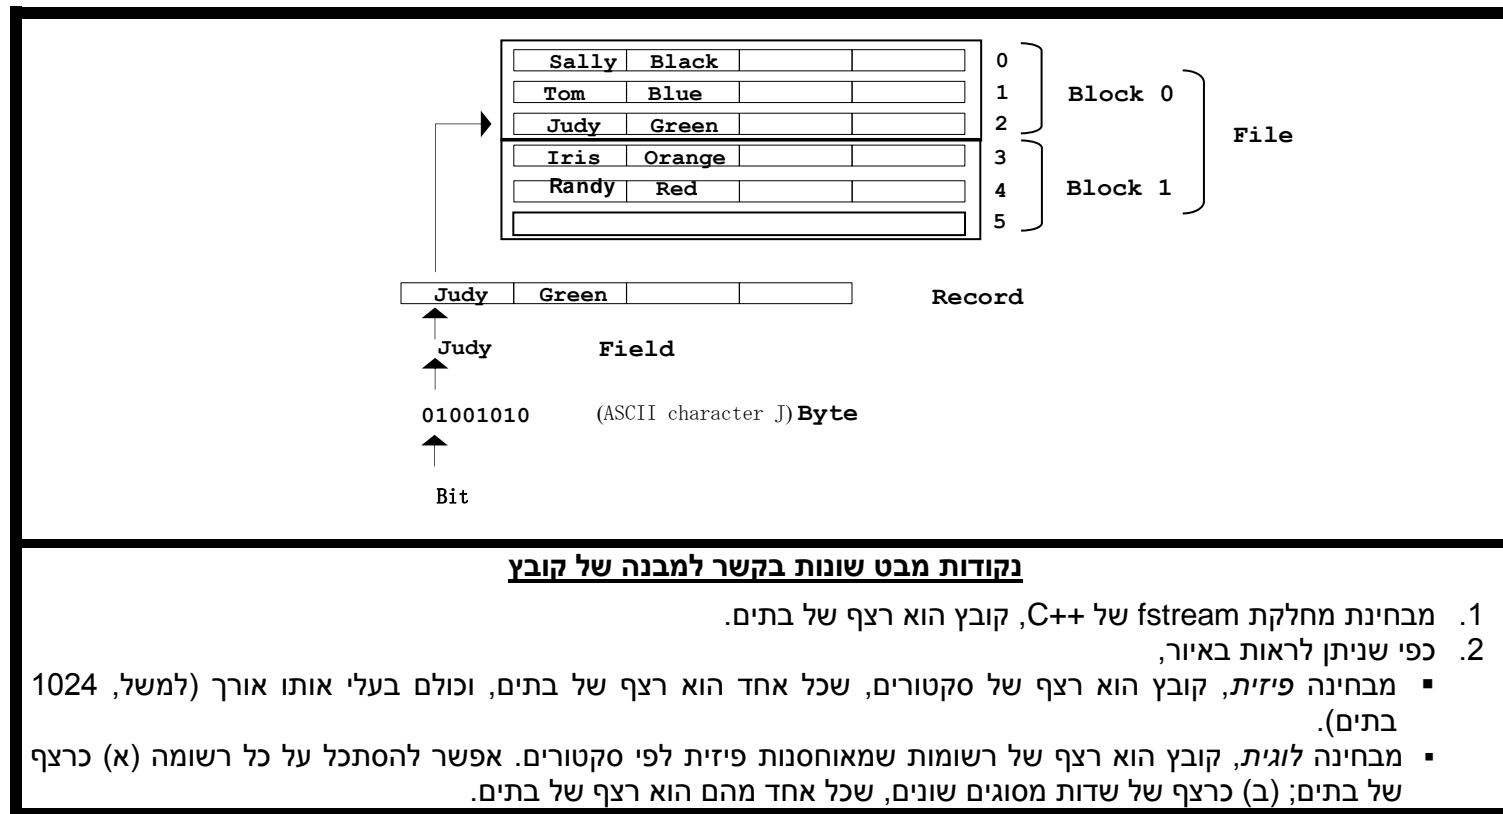 Sally Black 0
Tom Blue 1 Block 0
Judy Green 2
File
Iris Orange 3
Randy Red 4 Block 1
5
Judy Green Record
Judy Field
01001010 (ASCII character J) Byte
Bit
נקודות מבט שונות בקשר למבנה של קובץ
1. מבחינת מחלקת fstream של C++, קובץ הוא רצף של בתים.
2. כפי שניתן לראות באיור,
▪ מבחינה פיזית, קובץ הוא רצף של סקטורים, שכל אחד הוא רצף של בתים, וכולם בעלי אותו אורך (למשל, 1024
בתים).
▪ מבחינה לוגית, קובץ הוא רצף של רשומות שמאוחסנות פיזית לפי סקטורים. אפשר להסתכל על כל רשומה (א) כרצף
של בתים; (ב) כרצף של שדות מסוגים שונים, שכל אחד מהם הוא רצף של בתים.